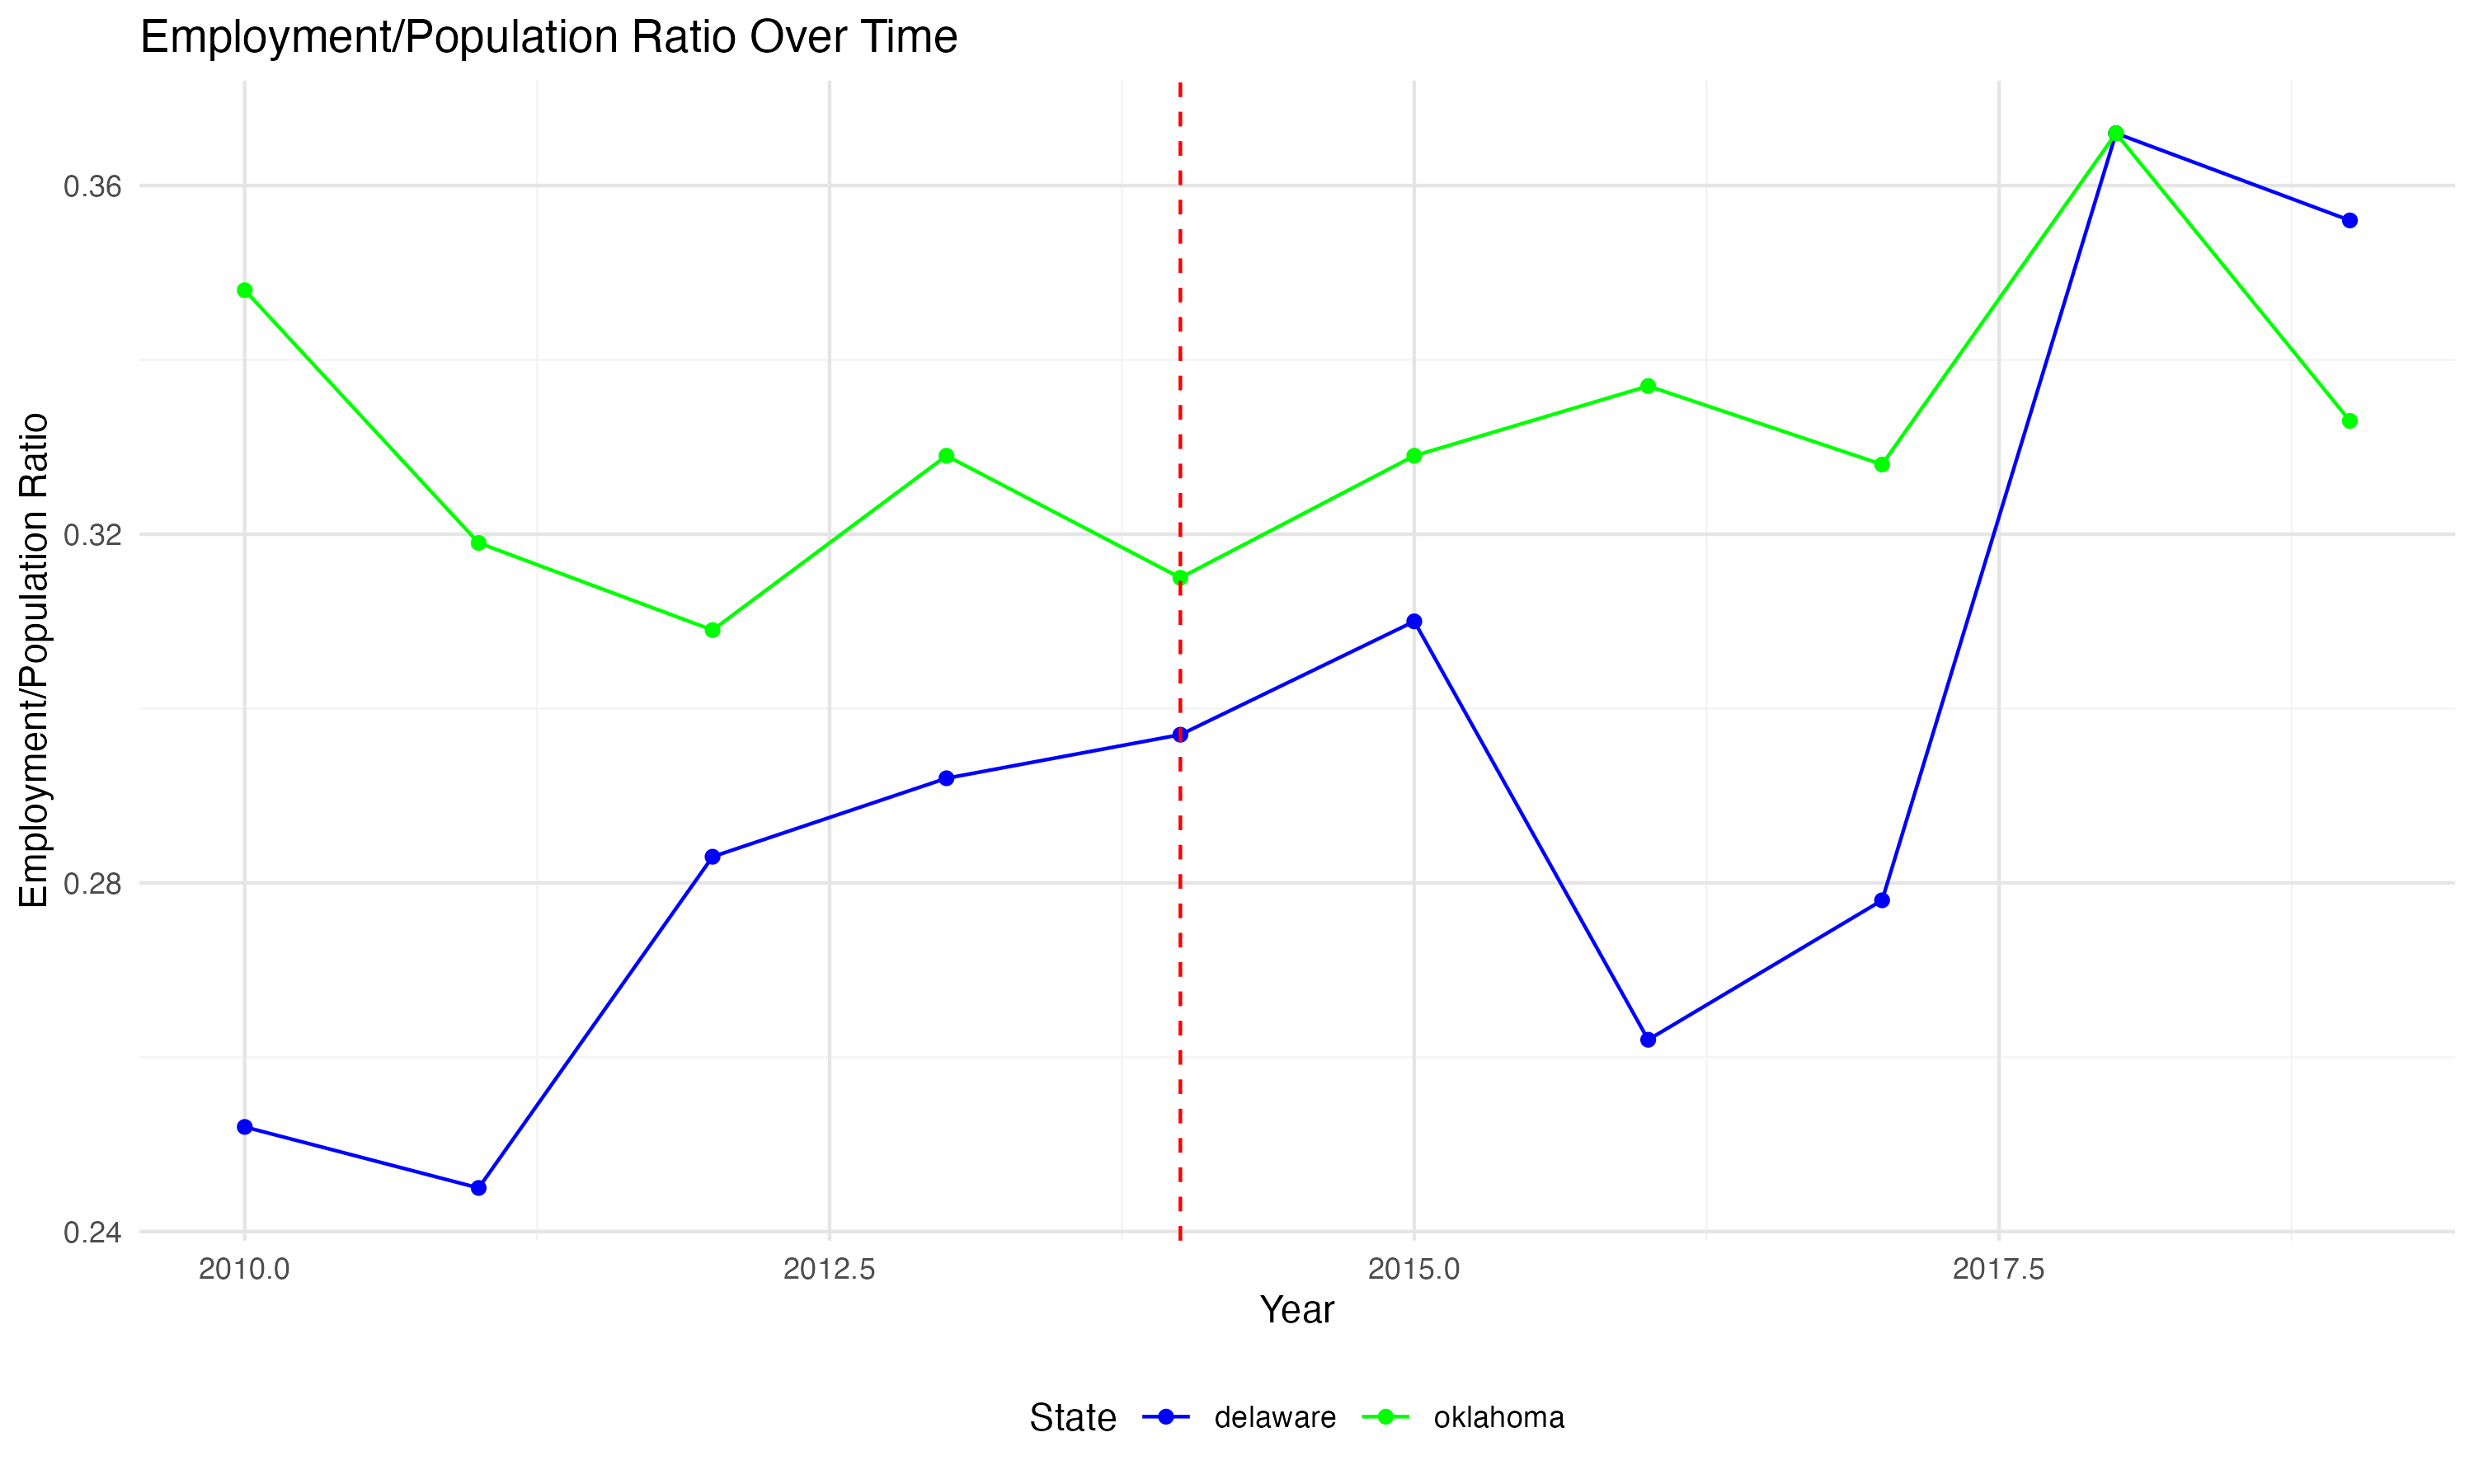 Employment/Population Ratio Over Time
Employment/Population Ratio
0.36
0.32
0.28
0.24
2010.0 2012.5 2015.0 2017.5
Year
State delaware oklahoma